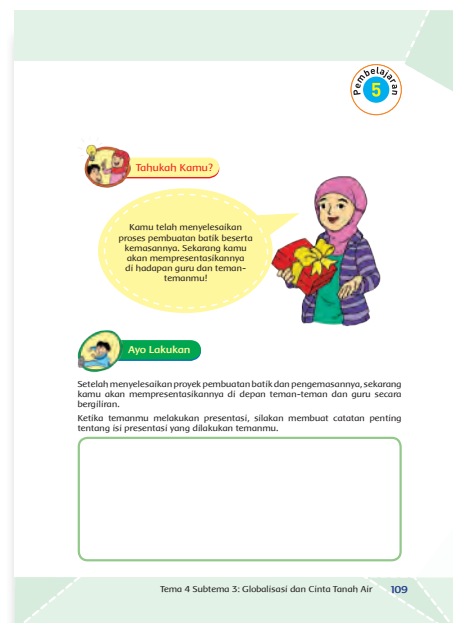 Pembelajaran
5
Tahukah Kamu?
Kamu telah menyelesaikan
proses pembuatan batik beserta
kemasannya. Sekarang kamu
akan mempresentasikannya
di hadapan guru dan teman-
temanmu!
Ayo Lakukan
Setelah menyelesaikan proyek pembuatan batik dan pengemasannya, sekarang
kamu akan mempresentasikannya di depan teman-teman dan guru secara
bergiliran.
Ketika temanmu melakukan presentasi, silakan membuat catatan penting
tentang isi presentasi yang dilakukan temanmu.
Tema 4 Subtema 3: Globalisasi dan Cinta Tanah Air 109